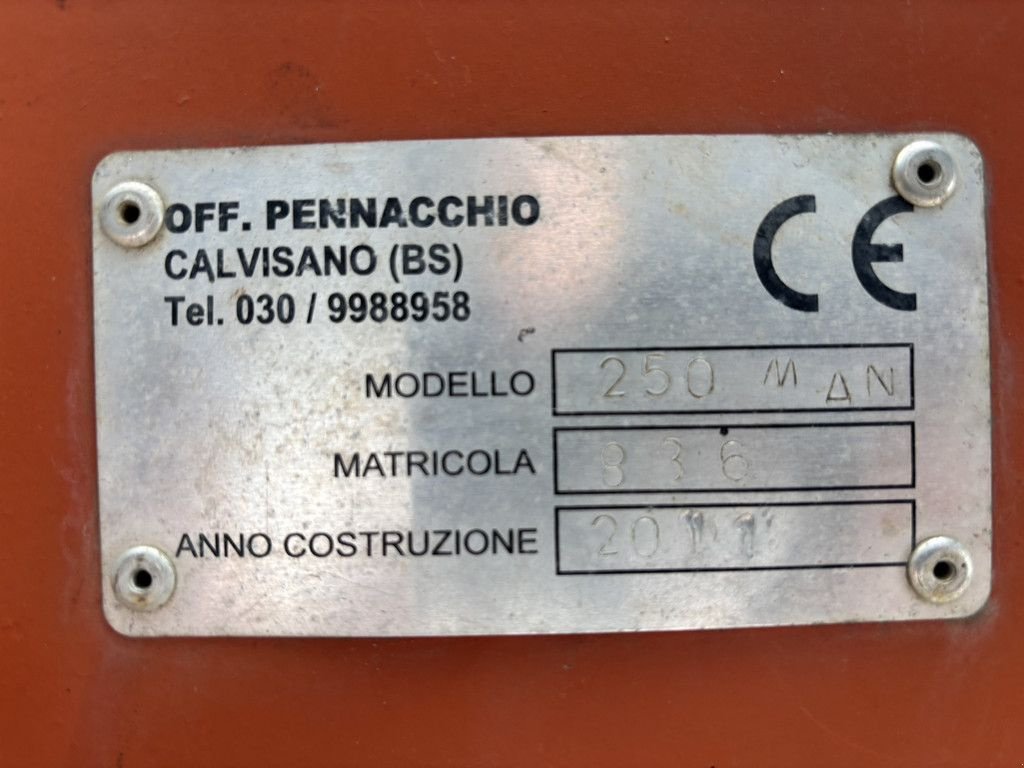 OFF. PENNACCHIO
CALVISANO (BS)
Tel. 030 / 9988958
CE
MODELLO 250 MAN
MATRICOLA 836
ANNO COSTRUZIONE 2011